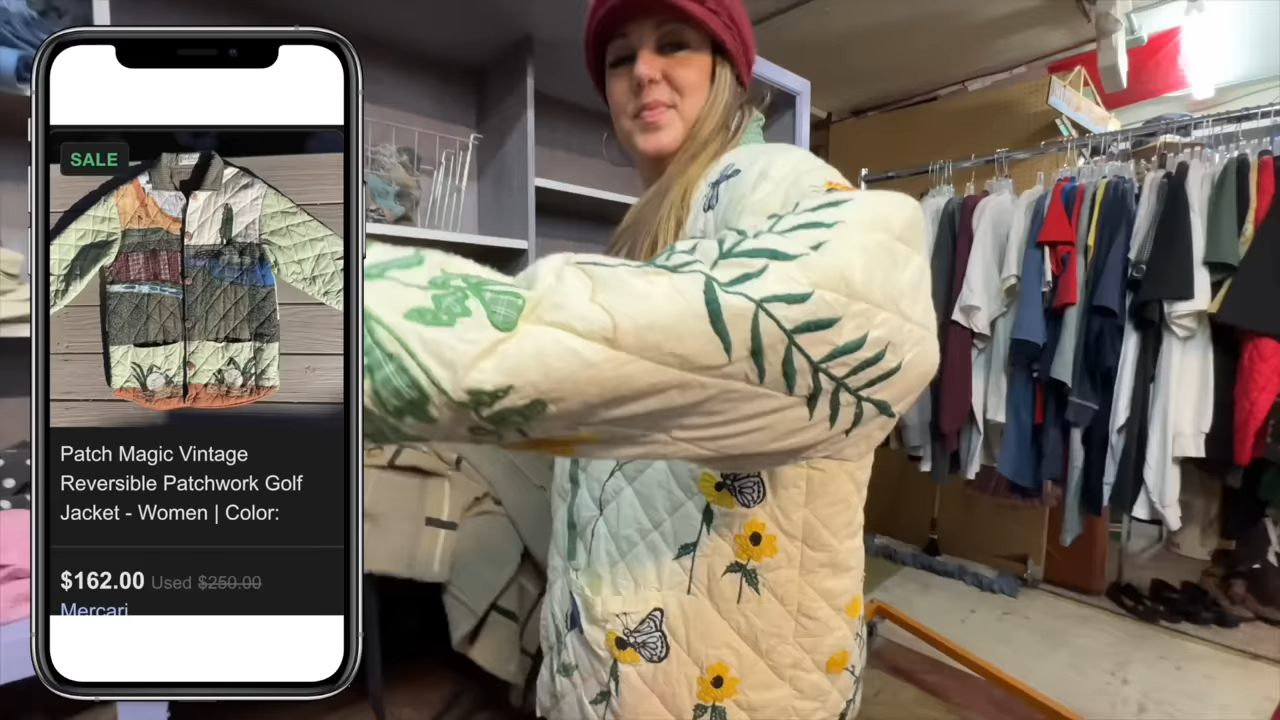 SALE
Patch Magic Vintage
Reversible Patchwork Golf
Jacket - Women | Color:
$162.00 Used $250.00
Mercari